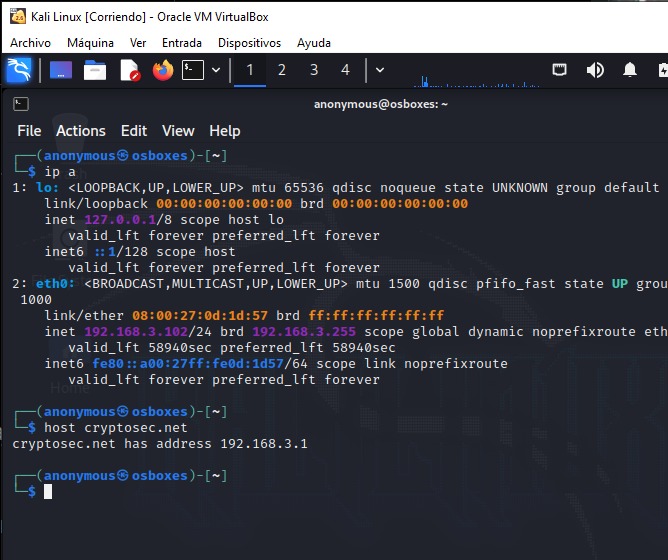 Kali Linux [Corriendo] - Oracle VM VirtualBox
Archivo Máquina Ver Entrada Dispositivos Ayuda
1 2 3 4
anonymous@osboxes: ~
File Actions Edit View Help
┌──(anonymous㉿osboxes)-[~]
└─$ ip a
1: lo: <LOOPBACK,UP,LOWER_UP> mtu 65536 qdisc noqueue state UNKNOWN group default
link/loopback 00:00:00:00:00:00 brd 00:00:00:00:00:00
inet 127.0.0.1/8 scope host lo
valid_lft forever preferred_lft forever
inet6 ::1/128 scope host
valid_lft forever preferred_lft forever
2: eth0: <BROADCAST,MULTICAST,UP,LOWER_UP> mtu 1500 qdisc pfifo_fast state UP grou
1000
link/ether 08:00:27:0d:1d:57 brd ff:ff:ff:ff:ff:ff
inet 192.168.3.102/24 brd 192.168.3.255 scope global dynamic noprefixroute eth
valid_lft 58940sec preferred_lft 58940sec
inet6 fe80::a00:27ff:fe0d:1d57/64 scope link noprefixroute
valid_lft forever preferred_lft forever
┌──(anonymous㉿osboxes)-[~]
└─$ host cryptosec.net
cryptosec.net has address 192.168.3.1
┌──(anonymous㉿osboxes)-[~]
└─$